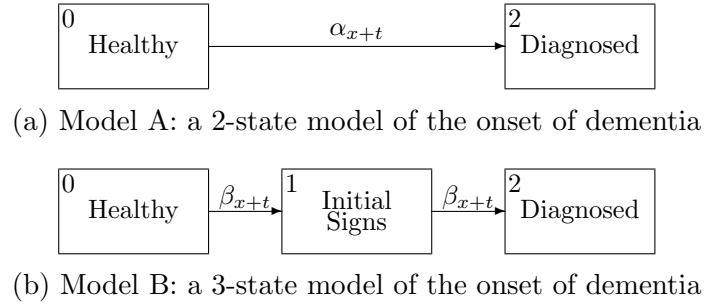 0 Healthy α_{x+t} 2 Diagnosed
(a) Model A: a 2-state model of the onset of dementia
0 Healthy β_{x+t} 1 Initial Signs β_{x+t} 2 Diagnosed
(b) Model B: a 3-state model of the onset of dementia